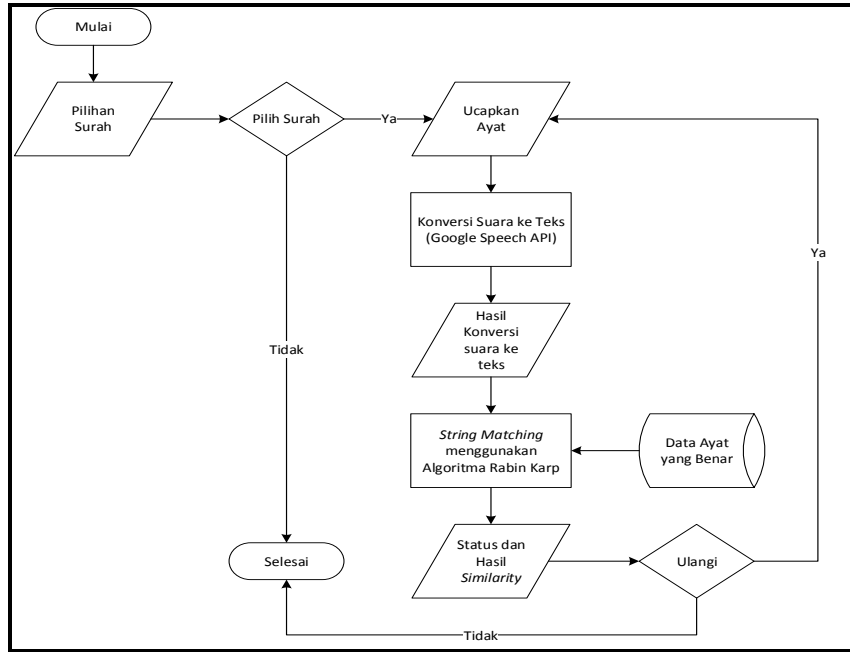 Mulai
Pilihan
Surah
Pilih Surah
Ya
Ucapkan
Ayat
Konversi Suara ke Teks
(Google Speech API)
Ya
Hasil
Konversi
suara ke
teks
Tidak
String Matching
menggunakan
Algoritma Rabin Karp
Data Ayat
yang Benar
Status dan
Hasil
Similarity
Ulangi
Selesai
Tidak